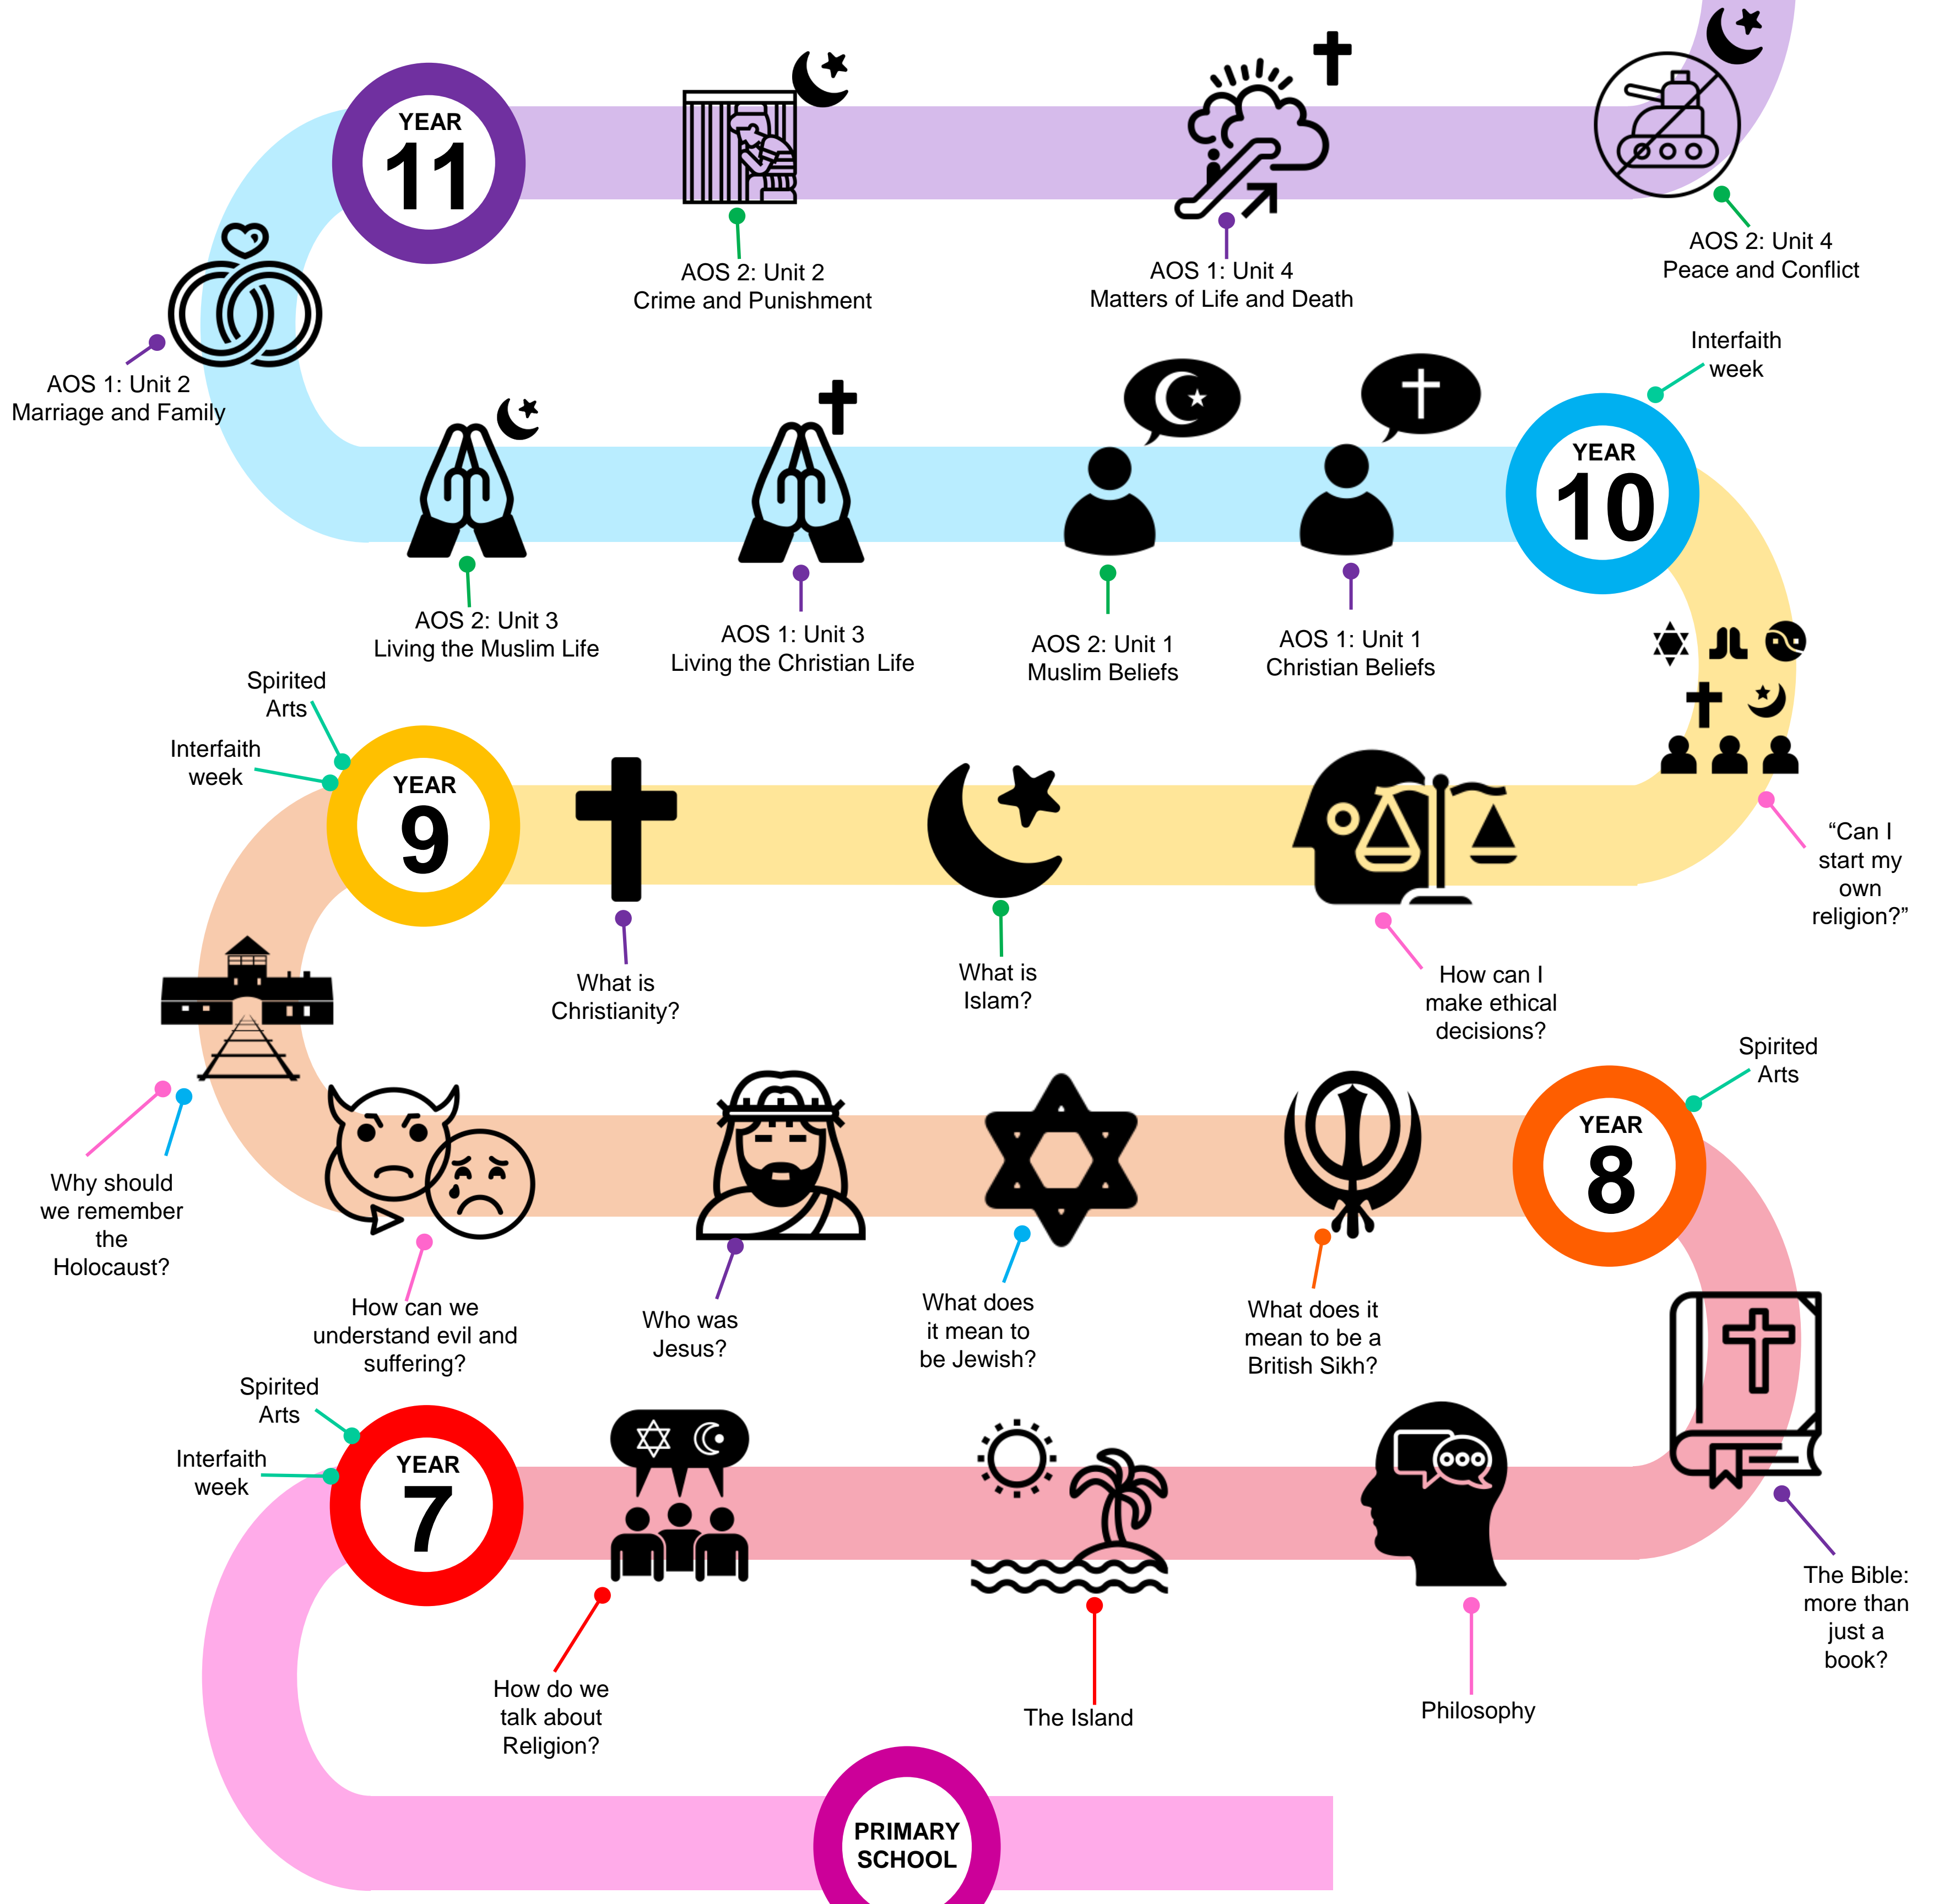 YEAR
11
AOS 2: Unit 2
Crime and Punishment
AOS 1: Unit 4
Matters of Life and Death
AOS 2: Unit 4
Peace and Conflict
AOS 1: Unit 2
Marriage and Family
Interfaith
week
YEAR
10
AOS 2: Unit 3
Living the Muslim Life
AOS 1: Unit 3
Living the Christian Life
AOS 2: Unit 1
Muslim Beliefs
AOS 1: Unit 1
Christian Beliefs
Spirited
Arts
Interfaith
week
YEAR
9
What is
Christianity?
What is
Islam?
How can I
make ethical
decisions?
“Can I
start my
own
religion?”
Why should
we remember
the
Holocaust?
How can we
understand evil and
suffering?
Who was
Jesus?
What does
it mean to
be Jewish?
What does it
mean to be a
British Sikh?
YEAR
8
Spirited
Arts
Spirited
Arts
Interfaith
week
YEAR
7
How do we
talk about
Religion?
The Island
Philosophy
The Bible:
more than
just a
book?
PRIMARY
SCHOOL